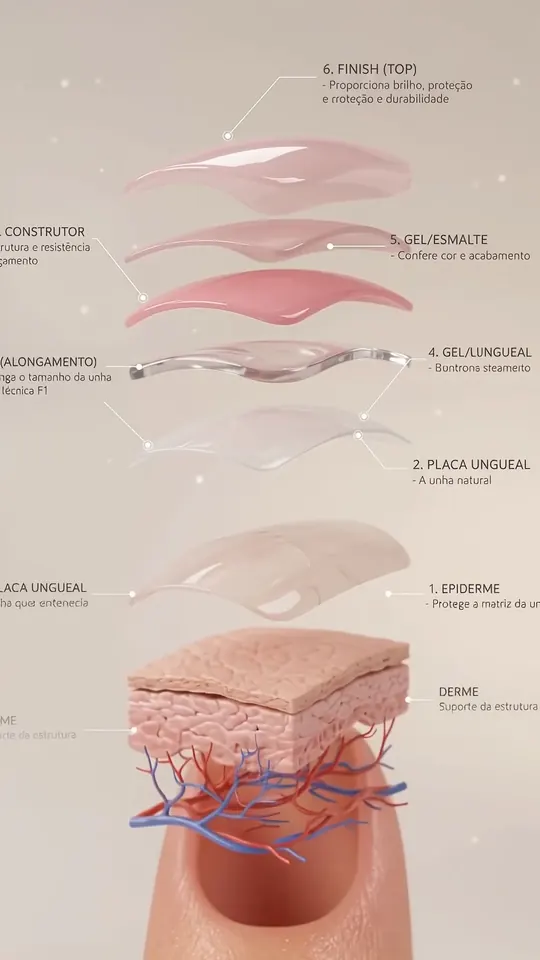 6. FINISH (TOP)
- Proporciona brilho, proteção
e rroteção e durabilidade
. CONSTRUTOR
rutura e resistência
gamento
5. GEL/ESMALTE
- Confere cor e acabamento
(ALONGAMENTO)
nga o tamanho da unha
técnica F1
4. GEL/LUNGUEAL
- Bontrona steamento
2. PLACA UNGUEAL
- A unha natural
LACA UNGUEAL
ha quer entenecia
1. EPIDERME
- Protege a matriz da un
DERME
Suporte da estrutura
ME
rte da estrutura